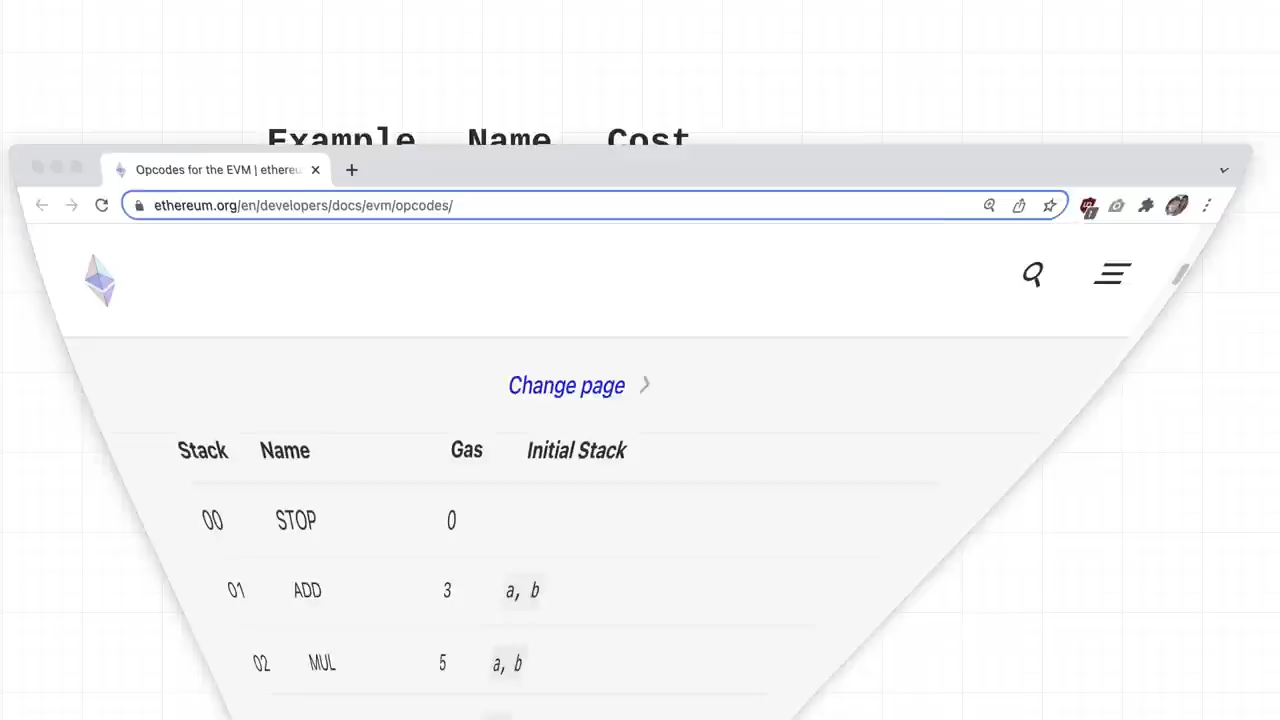 Example Name Cost
Opcodes for the EVM | ethereu
ethereum.org/en/developers/docs/evm/opcodes/
Change page
Stack Name Gas Initial Stack
00 STOP 0
01 ADD 3 a, b
02 MUL 5 a, b